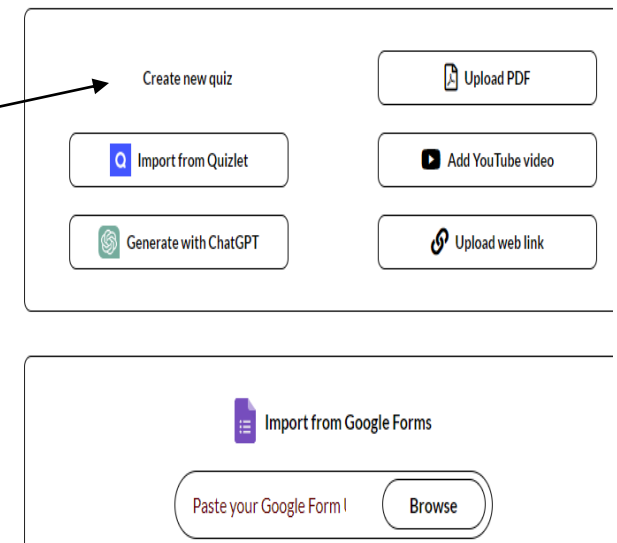 Create new quiz
Upload PDF
Import from Quizlet
Add YouTube video
Generate with ChatGPT
Upload web link
Import from Google Forms
Paste your Google Form
Browse